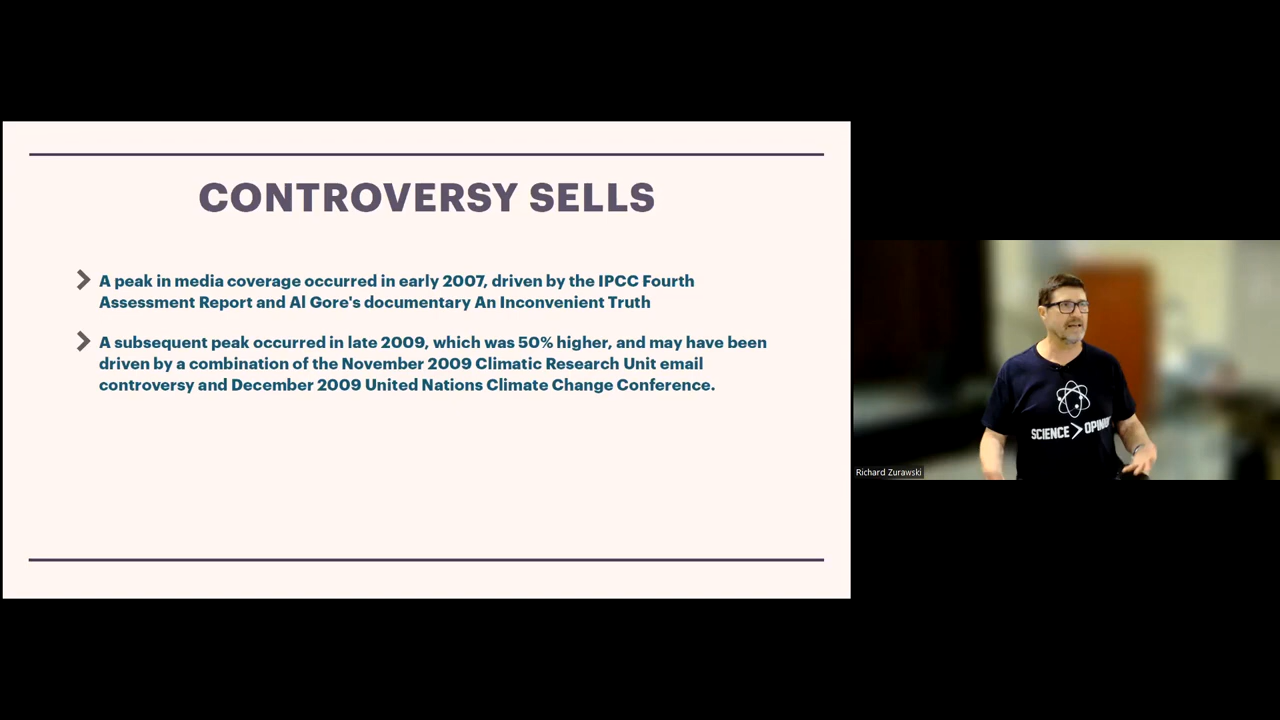 CONTROVERSY SELLS
A peak in media coverage occurred in early 2007, driven by the IPCC Fourth
Assessment Report and Al Gore's documentary An Inconvenient Truth
A subsequent peak occurred in late 2009, which was 50% higher, and may have been
driven by a combination of the November 2009 Climatic Research Unit email
controversy and December 2009 United Nations Climate Change Conference.
SCIENCE >
Richard Zurawski